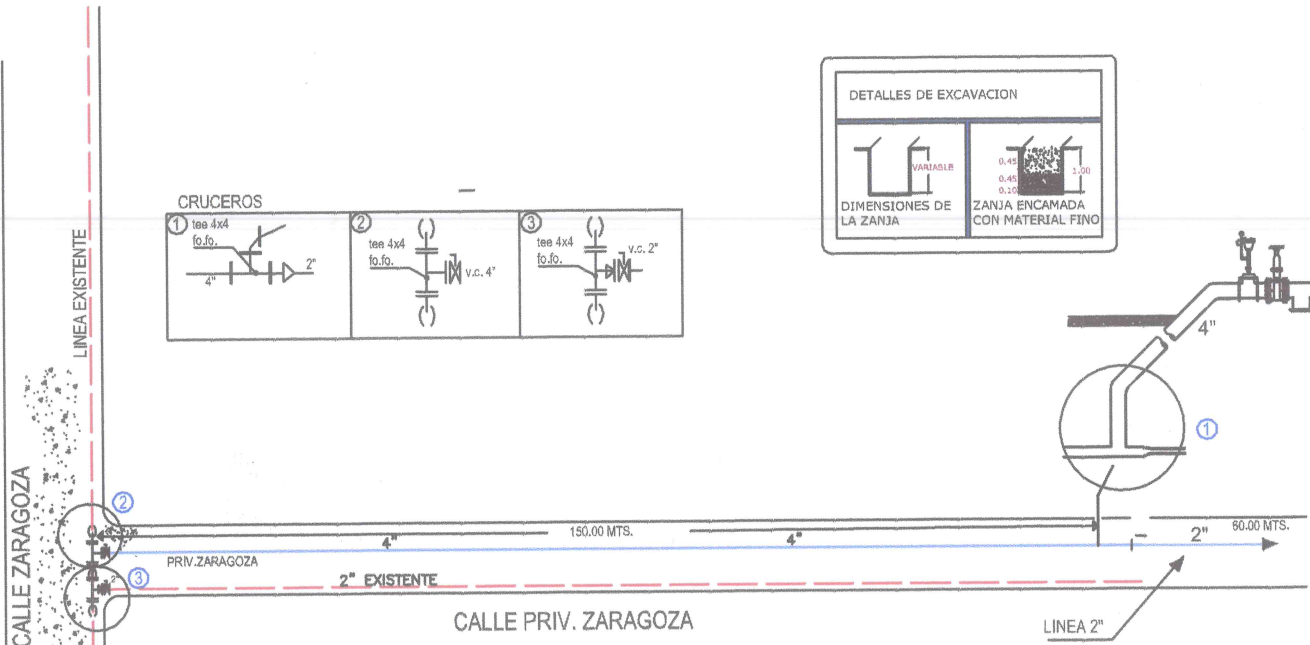 DETALLES DE EXCAVACION
VARIABLE
DIMENSIONES DE
LA ZANJA
0.45
0.45
0.10
1.00
ZANJA ENCAMADA
CON MATERIAL FINO
CRUCEROS
1
tee 4x4
fo.fo.
4"
2"
2
tee 4x4
fo.fo.
v.c. 4"
3
tee 4x4
fo.fo.
v.c. 2"
LINEA EXISTENTE
CALLE ZARAGOZA
4"
1
2
150.00 MTS.
4"
4"
60.00 MTS.
2"
PRIV.ZARAGOZA
3
2"
2" EXISTENTE
CALLE PRIV. ZARAGOZA
LINEA 2"